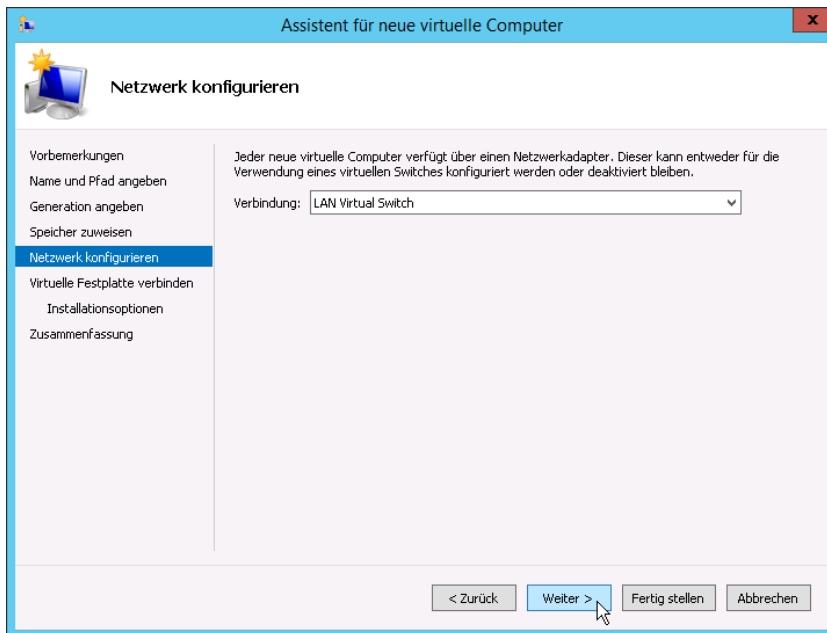 Assistent für neue virtuelle Computer
x
Netzwerk konfigurieren
Vorbemerkungen
Name und Pfad angeben
Generation angeben
Speicher zuweisen
Netzwerk konfigurieren
Virtuelle Festplatte verbinden
Installationsoptionen
Zusammenfassung
Jeder neue virtuelle Computer verfügt über einen Netzwerkadapter. Dieser kann entweder für die
Verwendung eines virtuellen Switches konfiguriert werden oder deaktiviert bleiben.
Verbindung: LAN Virtual Switch
< Zurück Weiter > Fertig stellen Abbrechen